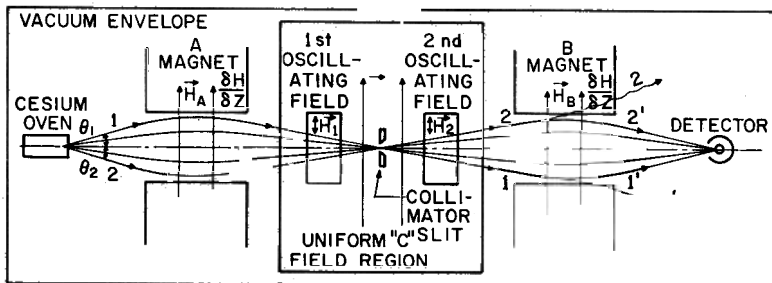 VACUUM ENVELOPE
A
MAGNET
H_A
δH
δZ
1st
OSCILL-
ATING
FIELD
H_1
2nd
OSCILL-
ATING
FIELD
H_2
B
MAGNET
H_B
δH
δZ
2
CESIUM
OVEN
θ1
1
θ2
2
2
2'
1
1'
DETECTOR
COLLI-
MATOR
SLIT
UNIFORM "C"
FIELD REGION